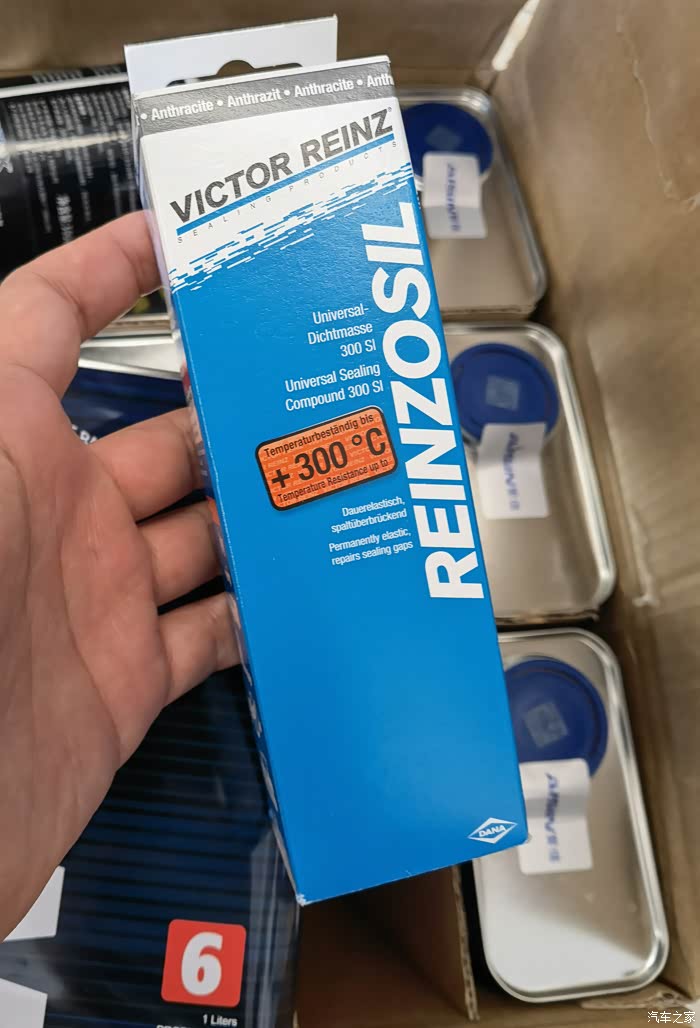 • Anthracite • Anthrazit • Anthracite • Anth
VICTOR REINZ
SEALING PRODUCTS
REINZOSIL
Universal-
Dichtmasse
300 SI
Universal Sealing
Compound 300 SI
Temperaturbeständig bis
+ 300 °C
Temperature Resistance up to
Dauerelastisch,
spaltüberbrückend
Permanently elastic,
repairs sealing gaps
DANA
6
1 Liters
汽车之家